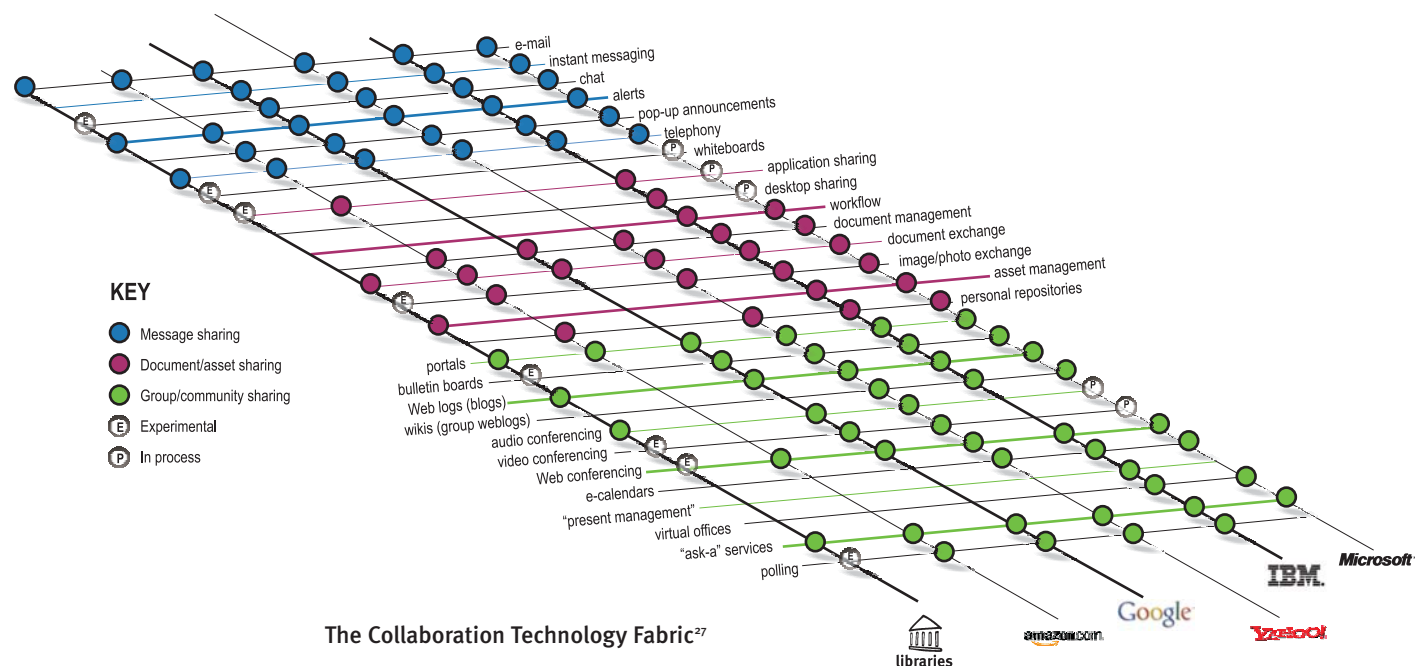 e-mail
instant messaging
chat
alerts
pop-up announcements
telephony
P
whiteboards
E
application sharing
P
desktop sharing
P
E
workflow
E
document management
document exchange
image/photo exchange
asset management
KEY
E
personal repositories
Message sharing
Document/asset sharing
portals
bulletin boards
E
P
Group/community sharing
Web logs (blogs)
P
wikis (group weblogs)
E Experimental
audio conferencing
E
video conferencing
P In process
Web conferencing
E
e-calendars
"present management"
virtual offices
"ask-a" services
polling
E
Microsoft
IBM.
Google
The Collaboration Technology Fabric27
amazon.com
YAHOO!
libraries